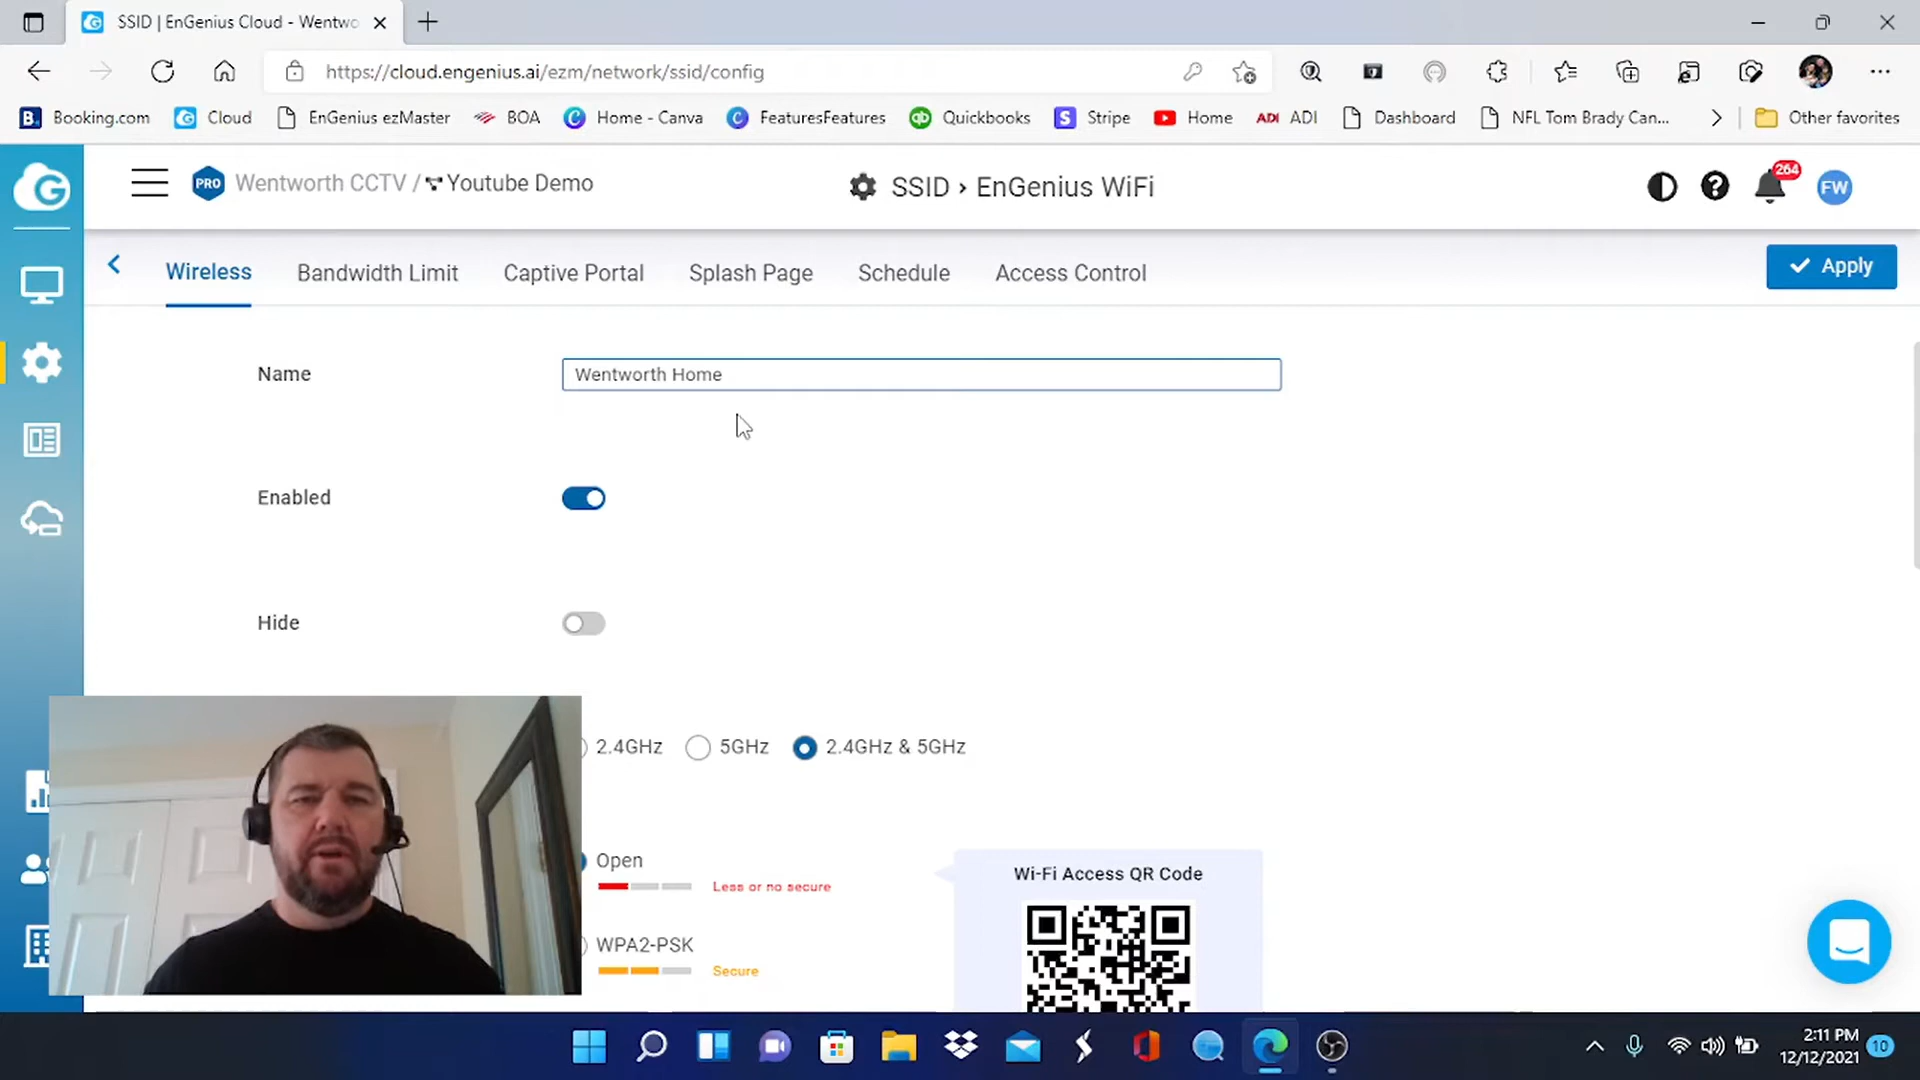 SSID | EnGenius Cloud - Wentwo
https://cloud.engenius.ai/ezm/network/ssid/config
B. Booking.com Cloud EnGenius ezMaster BOA Home - Canva FeaturesFeatures Quickbooks Stripe Home ADI ADI Dashboard NFL Tom Brady Can... Other favorites
PRO Wentworth CCTV / Youtube Demo
SSID › EnGenius WiFi
264
FW
Wireless Bandwidth Limit Captive Portal Splash Page Schedule Access Control
Apply
Name
Wentworth Home
Enabled
Hide
2.4GHz 5GHz 2.4GHz & 5GHz
Open
Less or no secure
WPA2-PSK
Secure
Wi-Fi Access QR Code
2:11 PM
12/12/2021
10